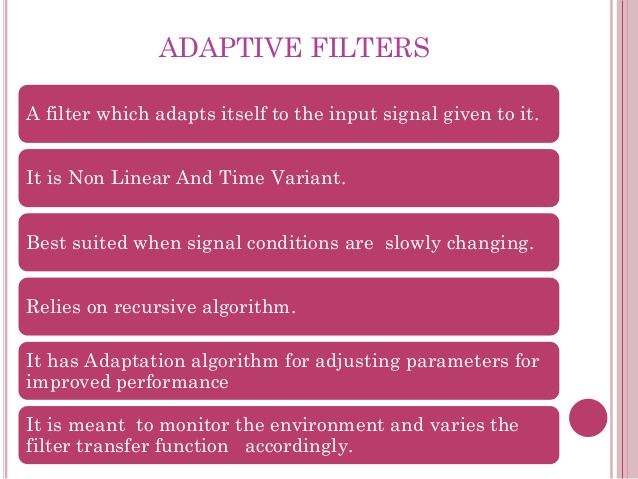 ADAPTIVE FILTERS
A filter which adapts itself to the input signal given to it.
It is Non Linear And Time Variant.
Best suited when signal conditions are  slowly changing.
Relies on recursive algorithm.
It has Adaptation algorithm for adjusting parameters for
improved performance
It is meant  to monitor the environment and varies the
filter transfer function   accordingly.